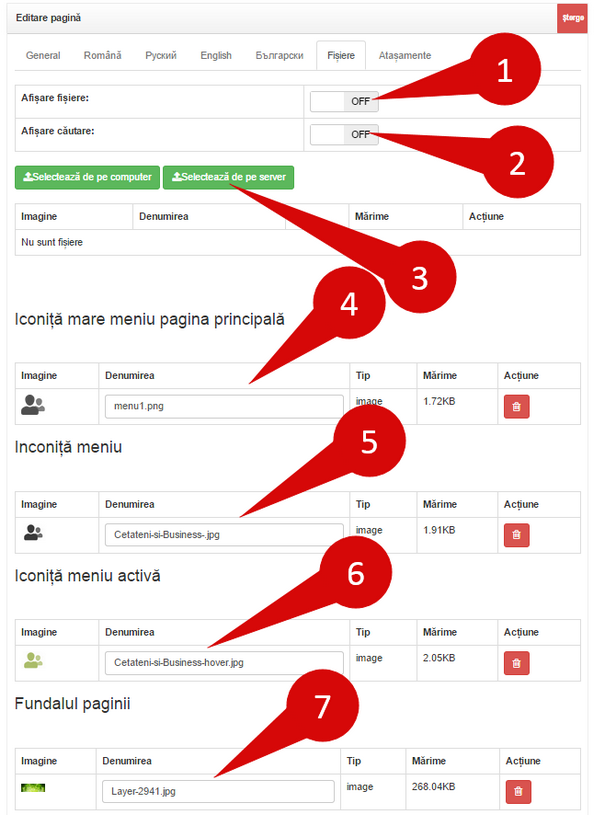 Editare pagină
Șterge
General Română Руский English Български Fișiere Atașamente
1
Afișare fișiere: OFF
Afișare căutare: OFF
2
Selectează de pe computer Selectează de pe server
Imagine Denumirea Mărime Acțiune
Nu sunt fișiere
3
4
Iconiță mare meniu pagina principală
Imagine Denumirea Tip Mărime Acțiune
menu1.png image 1.72KB
5
Inconiță meniu
Imagine Denumirea Tip Mărime Acțiune
Cetateni-si-Business-.jpg image 1.91KB
6
Iconiță meniu activă
Imagine Denumirea Tip Mărime Acțiune
Cetateni-si-Business-hover.jpg image 2.05KB
7
Fundalul paginii
Imagine Denumirea Tip Mărime Acțiune
Layer-2941.jpg image 268.04KB